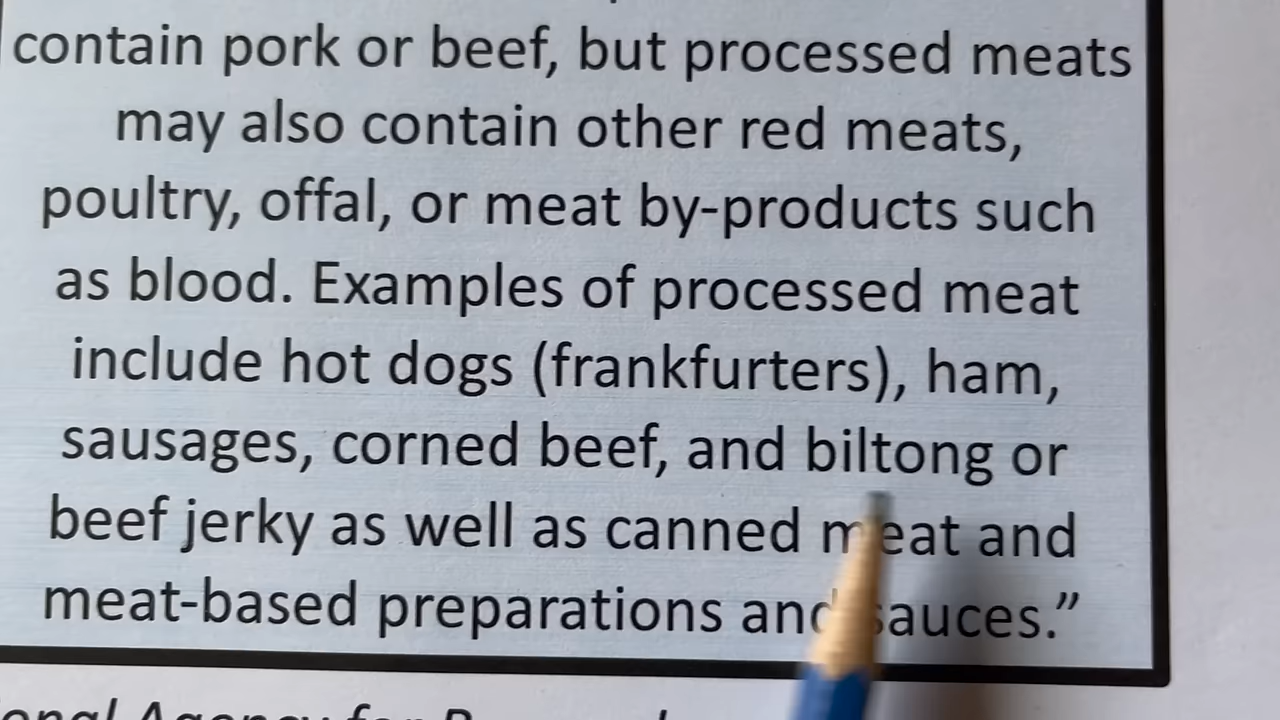 contain pork or beef, but processed meats
may also contain other red meats,
poultry, offal, or meat by-products such
as blood. Examples of processed meat
include hot dogs (frankfurters), ham,
sausages, corned beef, and biltong or
beef jerky as well as canned meat and
meat-based preparations and sauces.”
Agency for